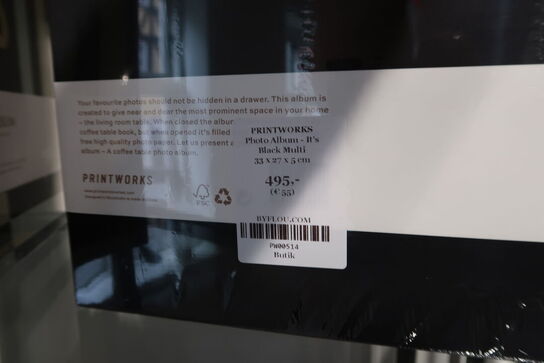 Your favourite photos should not be hidden in a drawer. This album is
created to give near and dear the most prominent space in your home
– the living room table. When closed the album
coffee table book, but when opened it's filled
free high quality photo paper. Let us present a
album – A coffee table photo album.
PRINTWORKS
FSC
PRINTWORKS
Photo Album - It's
Black Multi
33 x 27 x 5 cm
495,-
(€ 55)
BYFLOU.COM
PW00514
Butik